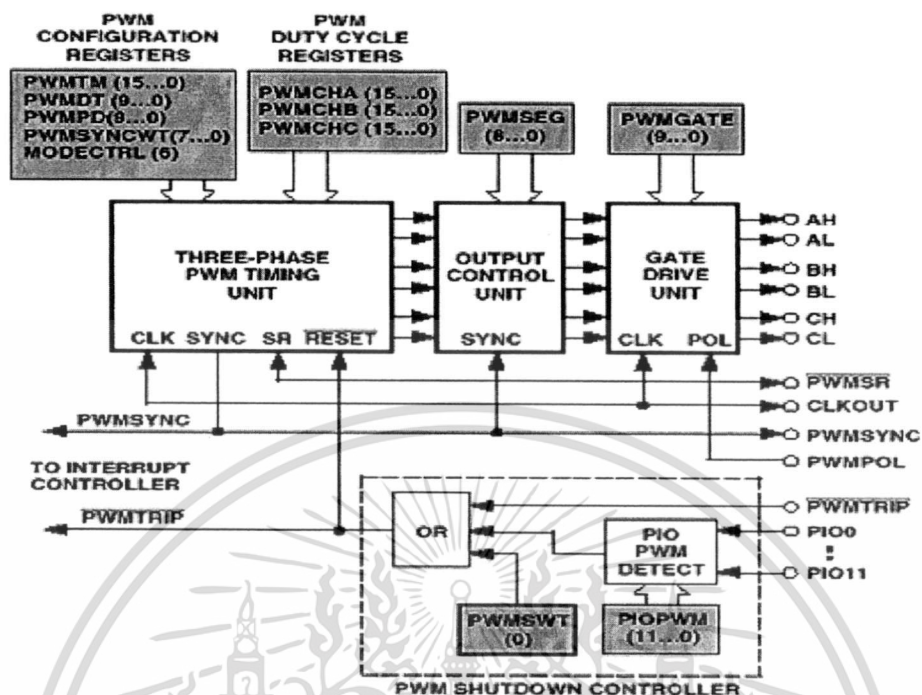 PWM
CONFIGURATION
REGISTERS
PWM
DUTY CYCLE
REGISTERS
PWMTM (15...0)
PWMDT (9...0)
PWMPD(9...0)
PWMSYNCWT(7...0)
MODECTRL (6)
PWMCHA (15...0)
PWMCHB (15...0)
PWMCHC (15...0)
PWMSEG
(8...0)
PWMGATE
(9...0)
THREE-PHASE
PWM TIMING
UNIT
CLK SYNC SR RESET
OUTPUT
CONTROL
UNIT
SYNC
GATE
DRIVE
UNIT
CLK POL
AH
AL
BH
BL
CH
CL
PWMSR
CLKOUT
PWMSYNC
PWMPOL
PWMSYNC
TO INTERRUPT
CONTROLLER
PWMTRIP
OR
PIO
PWM
DETECT
PWMTRIP
PIO0
PIO11
PWMSWT
(0)
PIOPWM
(11...0)
PWM SHUTDOWN CONTROLLER